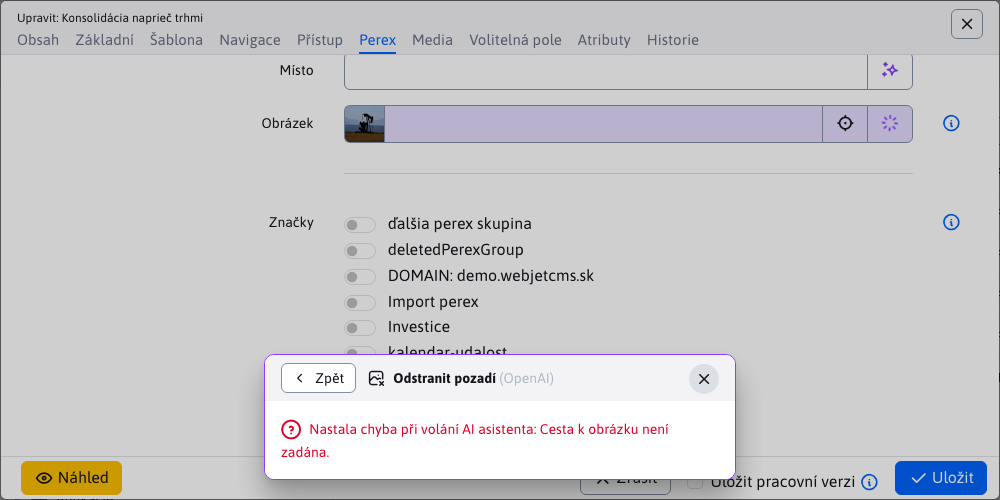 Upravit: Konsolidácia naprieč trhmi
Obsah Základní Šablona Navigace Přístup Perex Media Volitelná pole Atributy Historie
Místo
Obrázek
Značky
ďalšia perex skupina
deletedPerexGroup
DOMAIN: demo.webjetcms.sk
Import perex
Investice
kalendar-udalost
Zpět Odstranit pozadí (OpenAI)
Nastala chyba při volání AI asistenta: Cesta k obrázku není
zadána.
Náhled Zrušit Uložit pracovní verzi Uložit